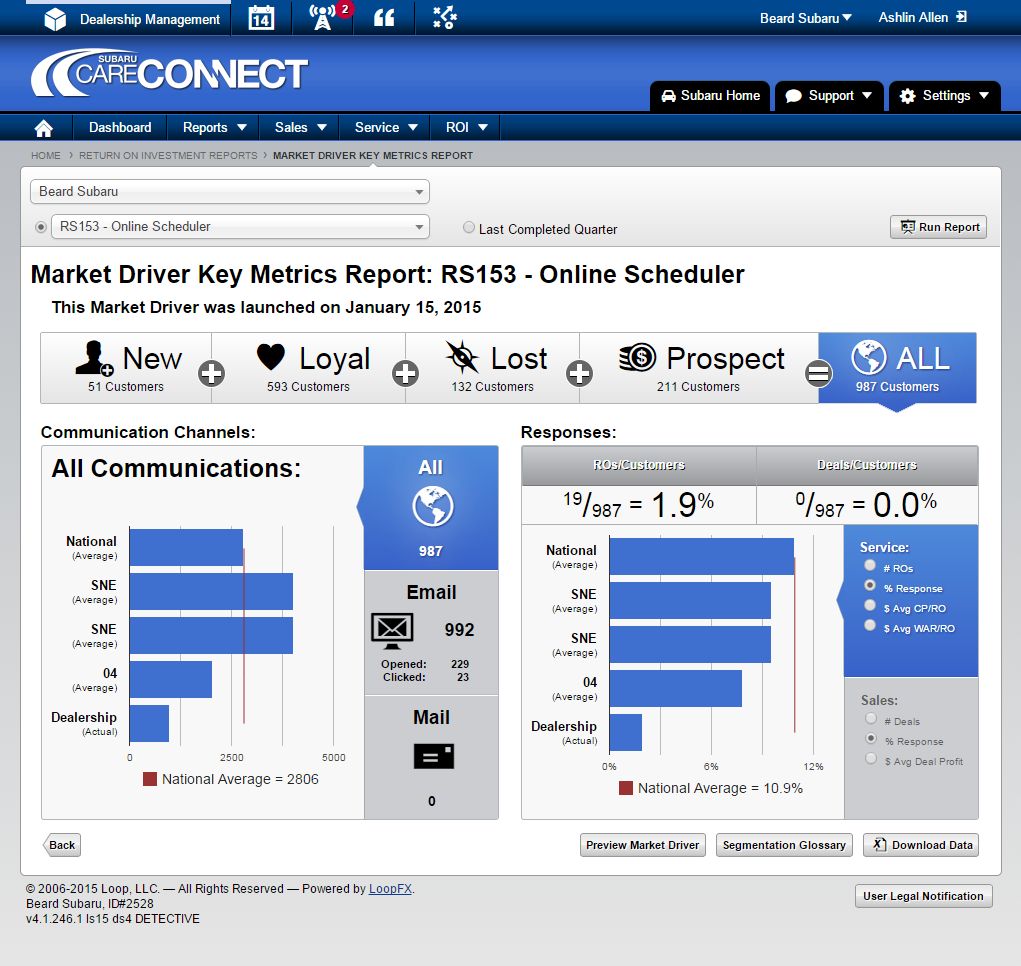 Dealership Management
14
2
Beard Subaru
Ashlin Allen
SUBARU
CARECONNECT
Subaru Home
Support
Settings
Dashboard
Reports
Sales
Service
ROI
HOME › RETURN ON INVESTMENT REPORTS › MARKET DRIVER KEY METRICS REPORT
Beard Subaru
RS153 - Online Scheduler
Last Completed Quarter
Run Report
Market Driver Key Metrics Report: RS153 - Online Scheduler
This Market Driver was launched on January 15, 2015
New
51 Customers
Loyal
593 Customers
Lost
132 Customers
Prospect
211 Customers
ALL
987 Customers
Communication Channels:
All Communications:
National
(Average)
SNE
(Average)
SNE
(Average)
04
(Average)
Dealership
(Actual)
0 2500 5000
National Average = 2806
All
987
Email
992
Opened: 229
Clicked: 23
Mail
0
Responses:
ROs/Customers
Deals/Customers
19/987 = 1.9%
0/987 = 0.0%
National
(Average)
SNE
(Average)
SNE
(Average)
04
(Average)
Dealership
(Actual)
0% 6% 12%
National Average = 10.9%
Service:
# ROs
% Response
$ Avg CP/RO
$ Avg WAR/RO
Sales:
# Deals
% Response
$ Avg Deal Profit
Back
Preview Market Driver
Segmentation Glossary
Download Data
© 2006-2015 Loop, LLC. — All Rights Reserved — Powered by LoopFX.
Beard Subaru, ID#2528
v4.1.246.1 ls15 ds4 DETECTIVE
User Legal Notification